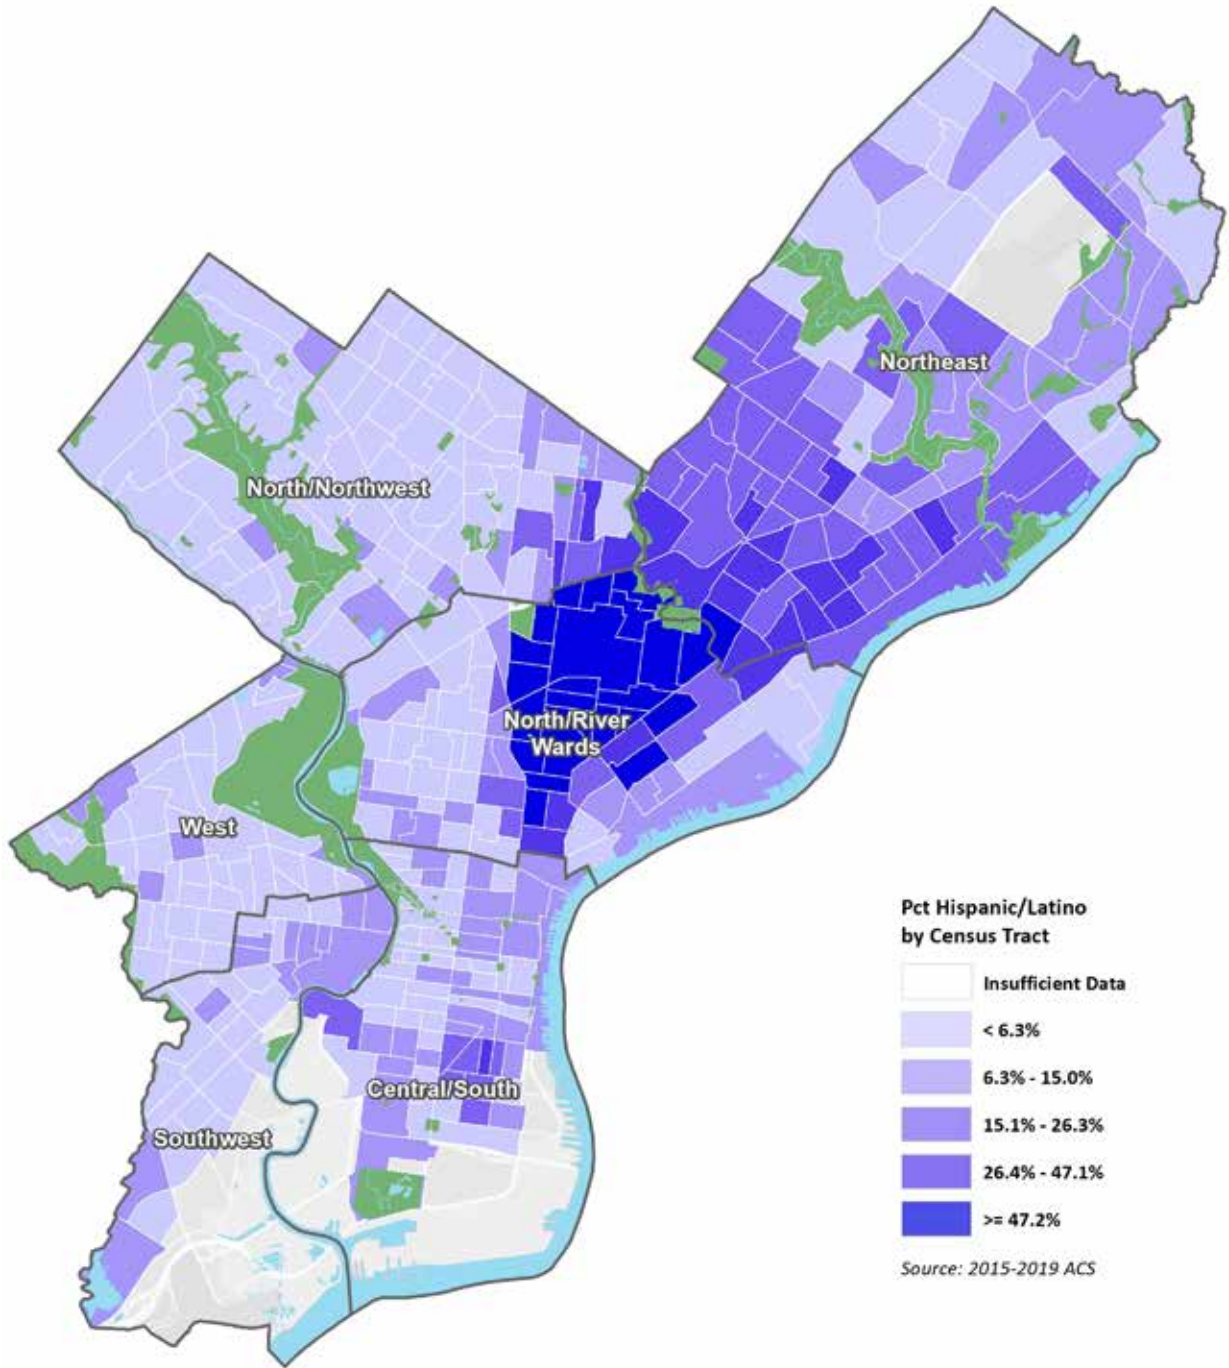 Northeast
North/Northwest
North/River
Wards
West
Central/South
Southwest
Pct Hispanic/Latino
by Census Tract
Insufficient Data
< 6.3%
6.3% - 15.0%
15.1% - 26.3%
26.4% - 47.1%
>= 47.2%
Source: 2015-2019 ACS